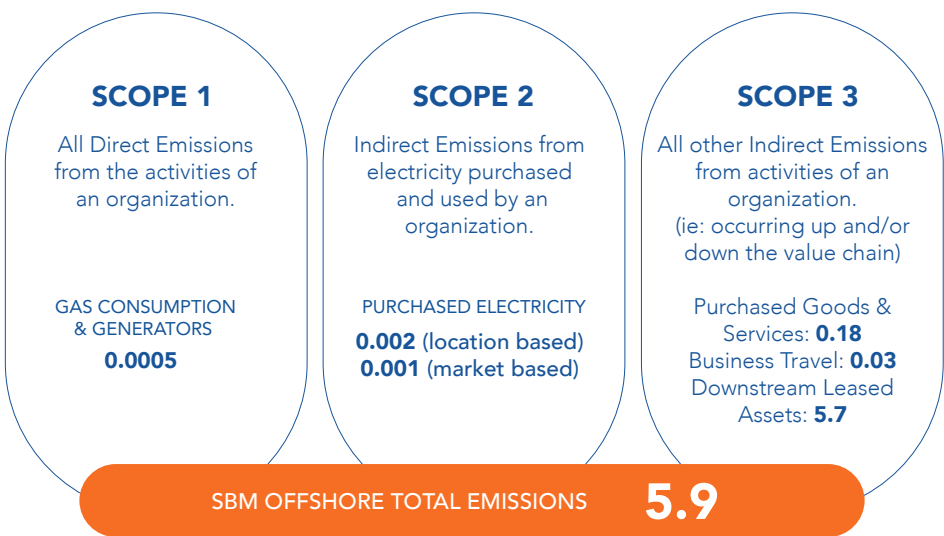 SCOPE 1
All Direct Emissions
from the activities of
an organization.
GAS CONSUMPTION
& GENERATORS
0.0005
SCOPE 2
Indirect Emissions from
electricity purchased
and used by an
organization.
PURCHASED ELECTRICITY
0.002 (location based)
0.001 (market based)
SCOPE 3
All other Indirect Emissions
from activities of an
organization.
(ie: occurring up and/or
down the value chain)
Purchased Goods &
Services: 0.18
Business Travel: 0.03
Downstream Leased
Assets: 5.7
SBM OFFSHORE TOTAL EMISSIONS 5.9